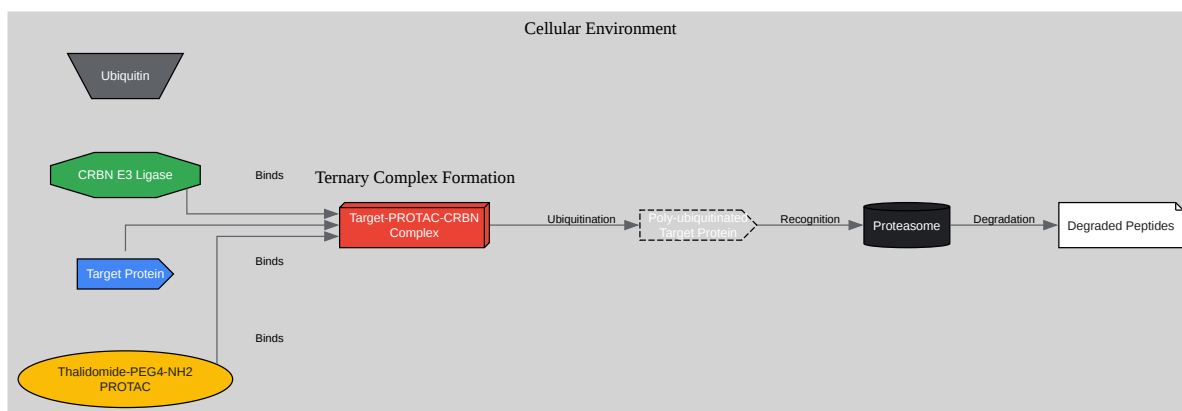 Cellular Environment
Ubiquitin
CRBN E3 Ligase
Binds
Ternary Complex Formation
Target-PROTAC-CRBN
Complex
Ubiquitination
Poly-ubiquitinated
Target Protein
Recognition
Proteasome
Degradation
Degraded Peptides
Target Protein
Binds
Binds
Thalidomide-PEG4-NH2
PROTAC